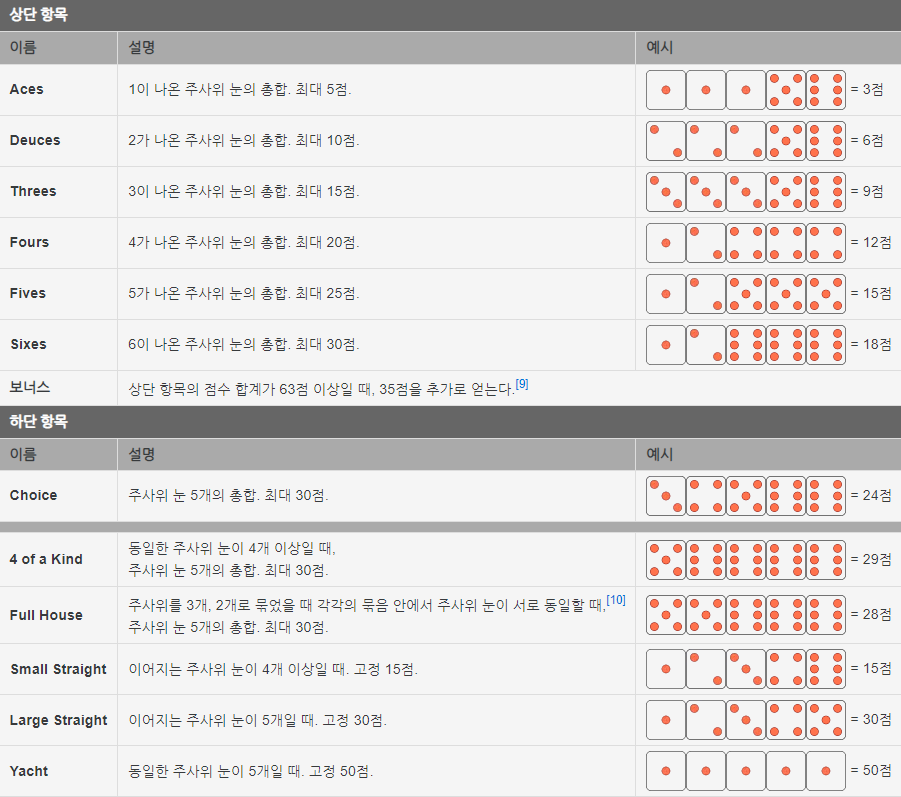 상단 항목
이름 설명 예시
Aces 1이 나온 주사위 눈의 총합. 최대 5점. = 3점
Deuces 2가 나온 주사위 눈의 총합. 최대 10점. = 6점
Threes 3이 나온 주사위 눈의 총합. 최대 15점. = 9점
Fours 4가 나온 주사위 눈의 총합. 최대 20점. = 12점
Fives 5가 나온 주사위 눈의 총합. 최대 25점. = 15점
Sixes 6이 나온 주사위 눈의 총합. 최대 30점. = 18점
보너스 상단 항목의 점수 합계가 63점 이상일 때, 35점을 추가로 얻는다.[9]
하단 항목
이름 설명 예시
Choice 주사위 눈 5개의 총합. 최대 30점. = 24점
4 of a Kind 동일한 주사위 눈이 4개 이상일 때,
주사위 눈 5개의 총합. 최대 30점. = 29점
Full House 주사위를 3개, 2개로 묶었을 때 각각의 묶음 안에서 주사위 눈이 서로 동일할 때,[10]
주사위 눈 5개의 총합. 최대 30점. = 28점
Small Straight 이어지는 주사위 눈이 4개 이상일 때. 고정 15점. = 15점
Large Straight 이어지는 주사위 눈이 5개일 때. 고정 30점. = 30점
Yacht 동일한 주사위 눈이 5개일 때. 고정 50점. = 50점